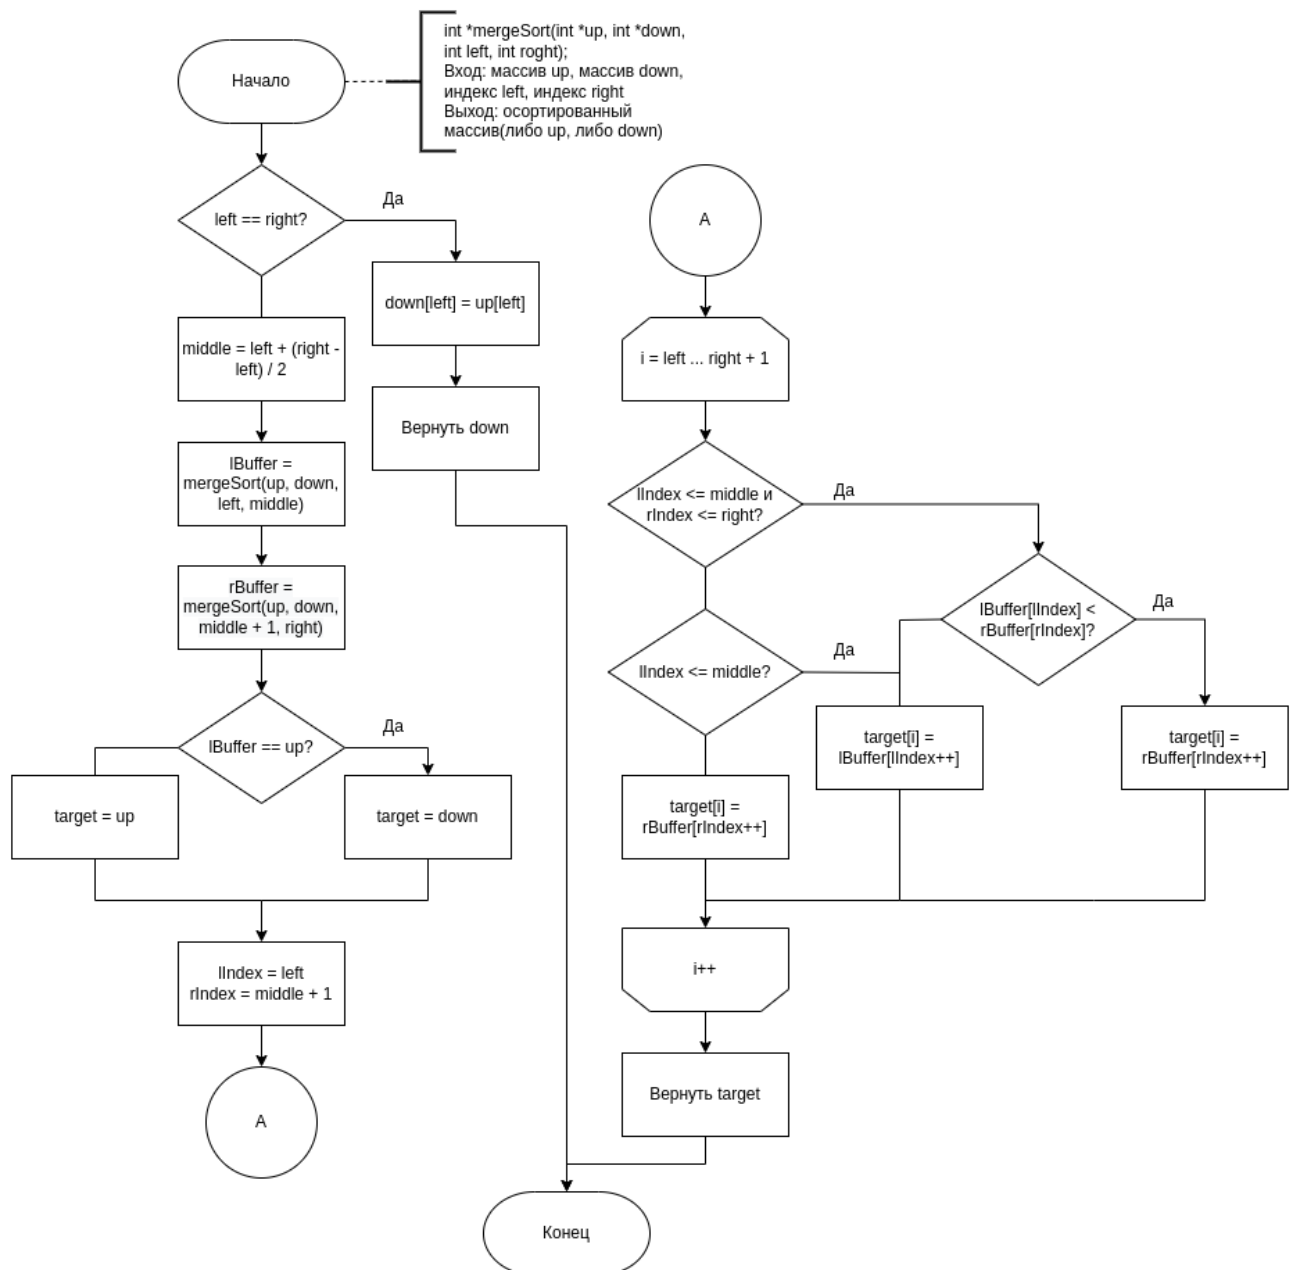 int *mergeSort(int *up, int *down,
int left, int roght);
Вход: массив up, массив down,
индекс left, индекс right
Выход: осортированный
массив(либо up, либо down)
Начало
left == right?
Да
down[left] = up[left]
Вернуть down
middle = left + (right -
left) / 2
lBuffer =
mergeSort(up, down,
left, middle)
rBuffer =
mergeSort(up, down,
middle + 1, right)
lBuffer == up?
Да
target = up
target = down
lIndex = left
rIndex = middle + 1
A
A
i = left ... right + 1
lIndex <= middle и
rIndex <= right?
Да
lBuffer[lIndex] <
rBuffer[rIndex]?
Да
lIndex <= middle?
Да
target[i] =
lBuffer[lIndex++]
target[i] =
rBuffer[rIndex++]
target[i] =
rBuffer[rIndex++]
i++
Вернуть target
Конец